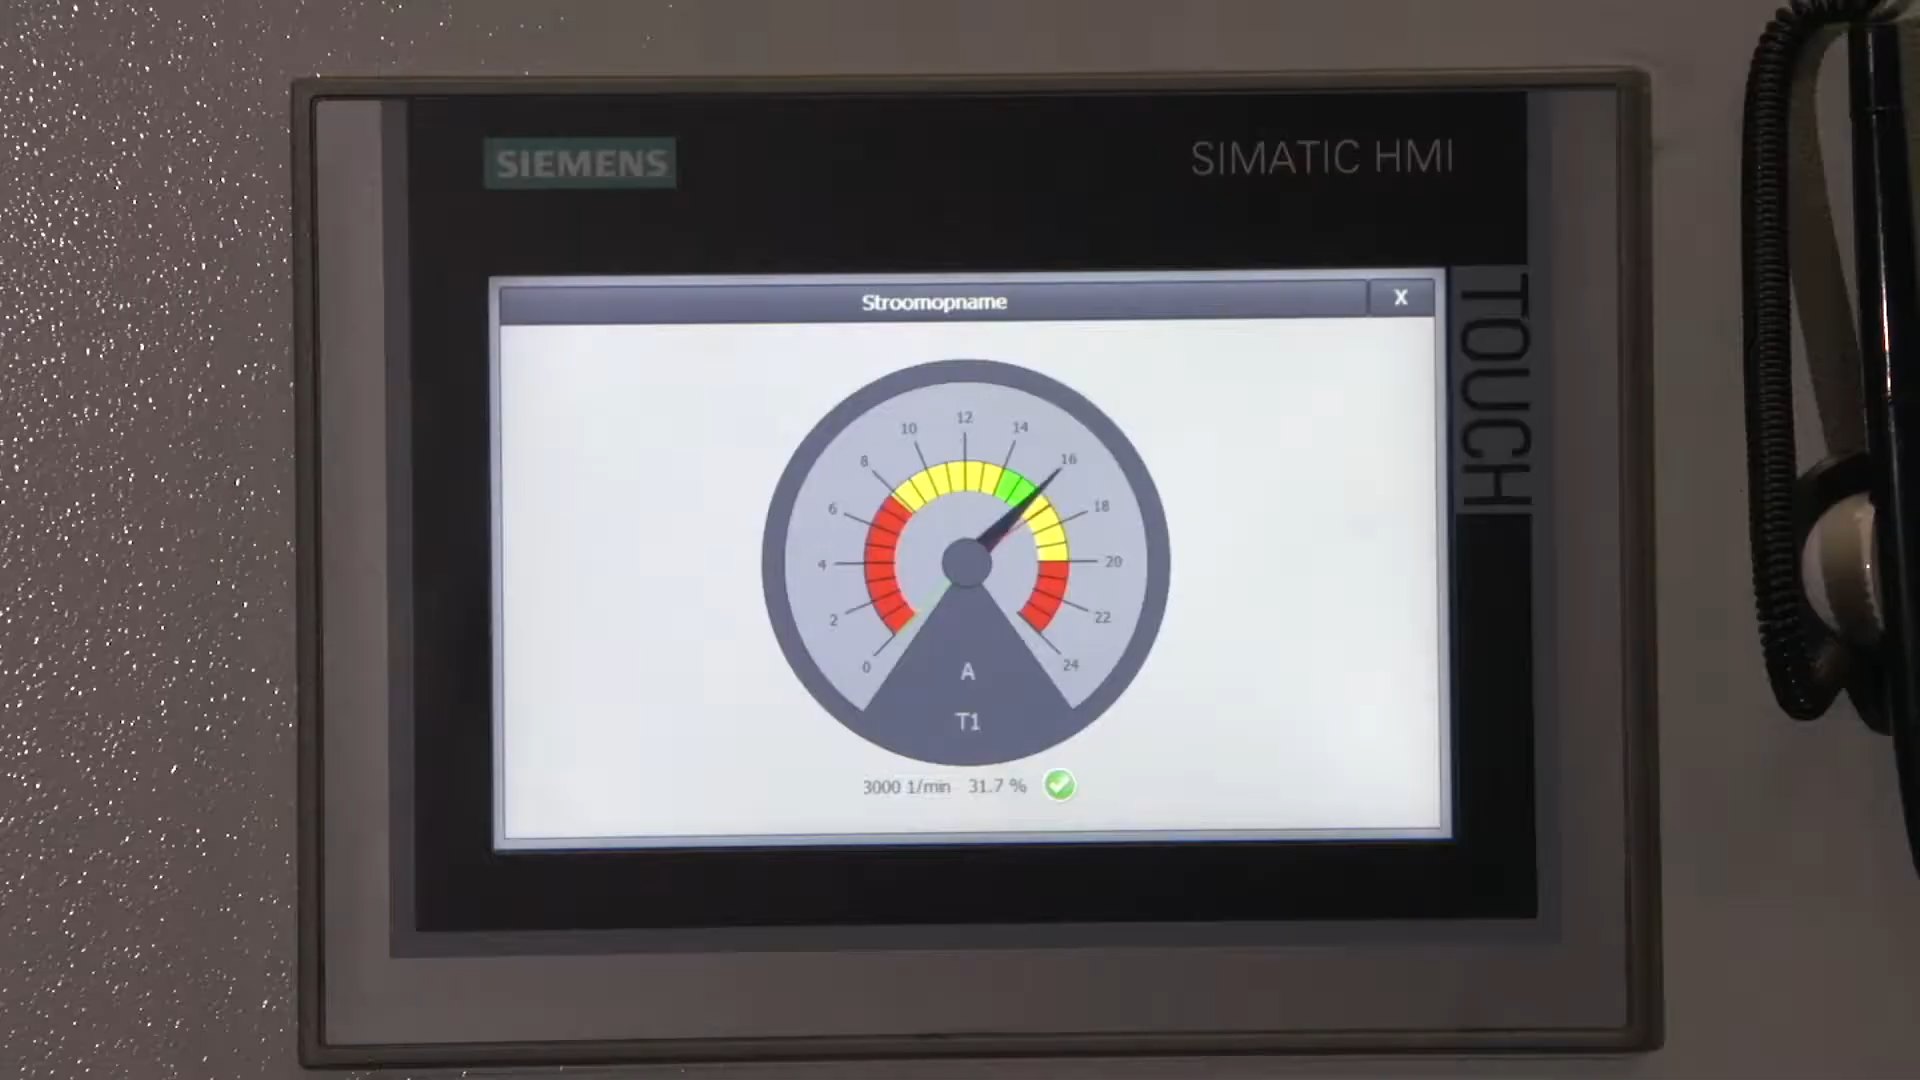 SIEMENS
SIMATIC HMI
TOUCH
Stroomopname
X
0
2
4
6
8
10
12
14
16
18
20
22
24
A
T1
3000 1/min 31.7 %